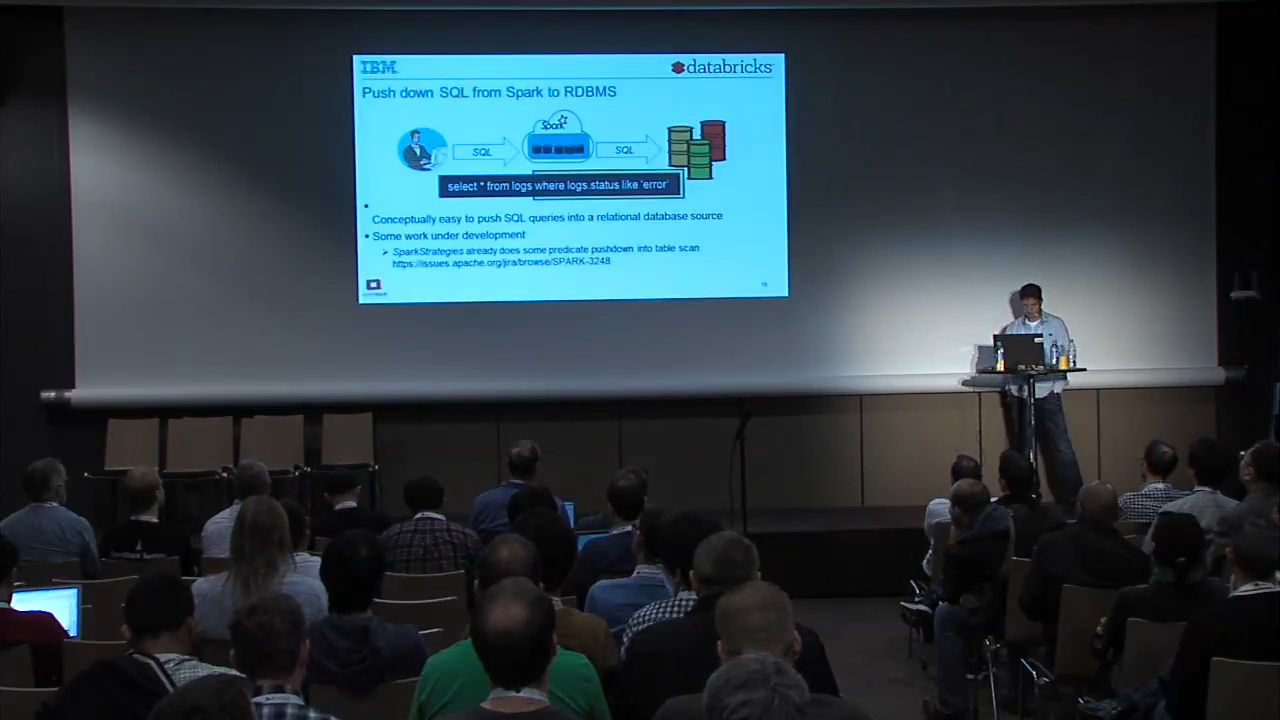 IBM
databricks
Push down SQL from Spark to RDBMS
Spark
SQL
SQL
select * from logs where logs.status like 'error'
Conceptually easy to push SQL queries into a relational database source
• Some work under development
➤ SparkStrategies already does some predicate pushdown into table scan
https://issues.apache.org/jira/browse/SPARK-3248